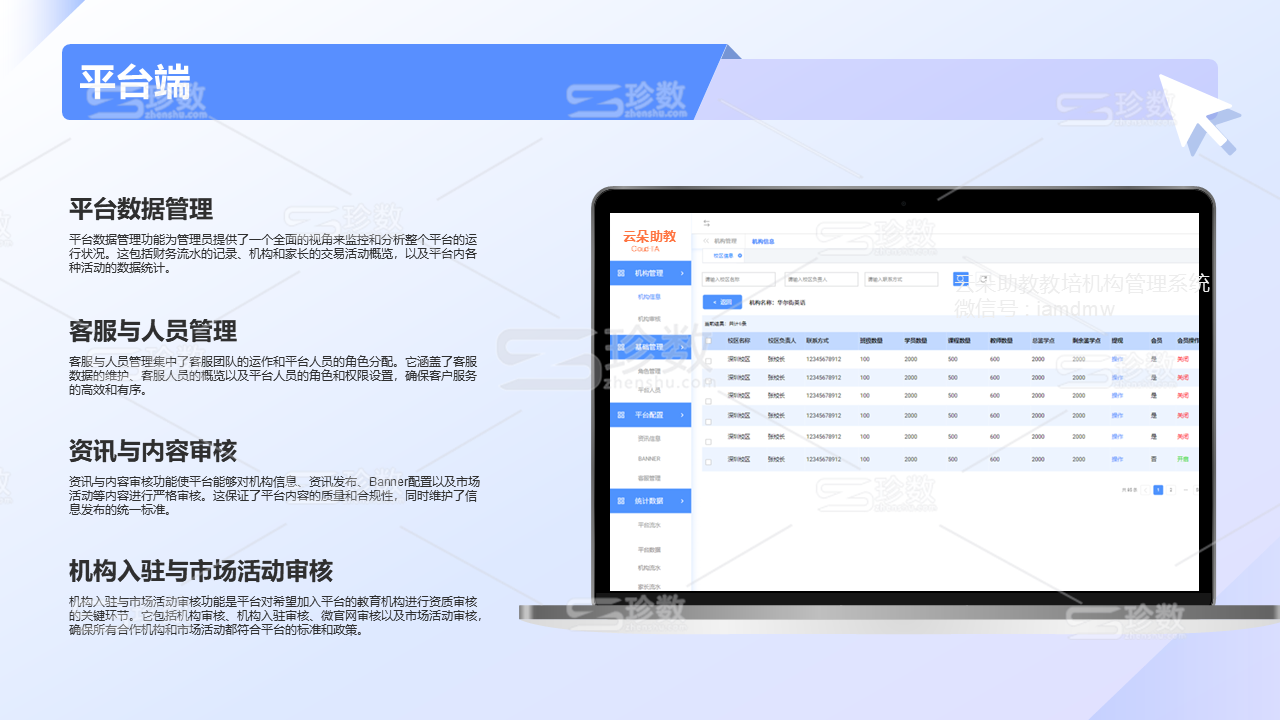 平台端
平台数据管理
平台数据管理功能为管理员提供了一个全面的视角来监控和分析整个平台的运
行状况。这包括财务流水的记录、机构和家长的交易活动概览，以及平台内各
种活动的数据统计。
客服与人员管理
客服与人员管理集中了客服团队的运作和平台人员的角色分配。它涵盖了客服
数据的维护、客服人员的概览以及平台人员的角色和权限设置，确保客户服务
的高效和有序。
资讯与内容审核
资讯与内容审核功能使平台能够对机构信息、资讯发布、Banner配置以及市场
活动等内容进行严格审核。这保证了平台内容的质量和合规性，同时维护了信
息发布的统一标准。
机构入驻与市场活动审核
机构入驻与市场活动审核功能是平台对希望加入平台的教育机构进行资质审核
的关键环节。它包括机构审核、机构入驻审核、微官网审核以及市场活动审核，
确保所有合作机构和市场活动都符合平台的标准和政策。
云朵助教
Coud I A
机构管理
机构信息
机构审核
基础管理
角色管理
平台人员
平台配置
资讯信息
BANNER
客服管理
统计数据
平台流水
平台数据
机构流水
家长流水
机构管理 机构信息
校区信息
请输入校区名称 请输入校区负责人 请输入联系方式
< 返回 机构名称：华尔街英语
当前结果：共计6条
校区名称 校区负责人 联系方式 班级数量 学员数量 课程数量 教师数量 总鉴学点 剩余鉴学点 提现 会员 会员操作
深圳校区 张校长 12345678912 100 2000 500 600 2000 2000 操作 是 关闭
深圳校区 张校长 12345678912 100 2000 500 600 2000 2000 操作 是 关闭
深圳校区 张校长 12345678912 100 2000 500 600 2000 2000 操作 是 关闭
深圳校区 张校长 12345678912 100 2000 500 600 2000 2000 操作 是 关闭
深圳校区 张校长 12345678912 100 2000 500 600 2000 2000 操作 是 关闭
深圳校区 张校长 12345678912 100 2000 500 600 2000 2000 操作 否 开通
1 2
云朵助教教培机构管理系统
微信号：iamdmw
珍数
zhenshu.com